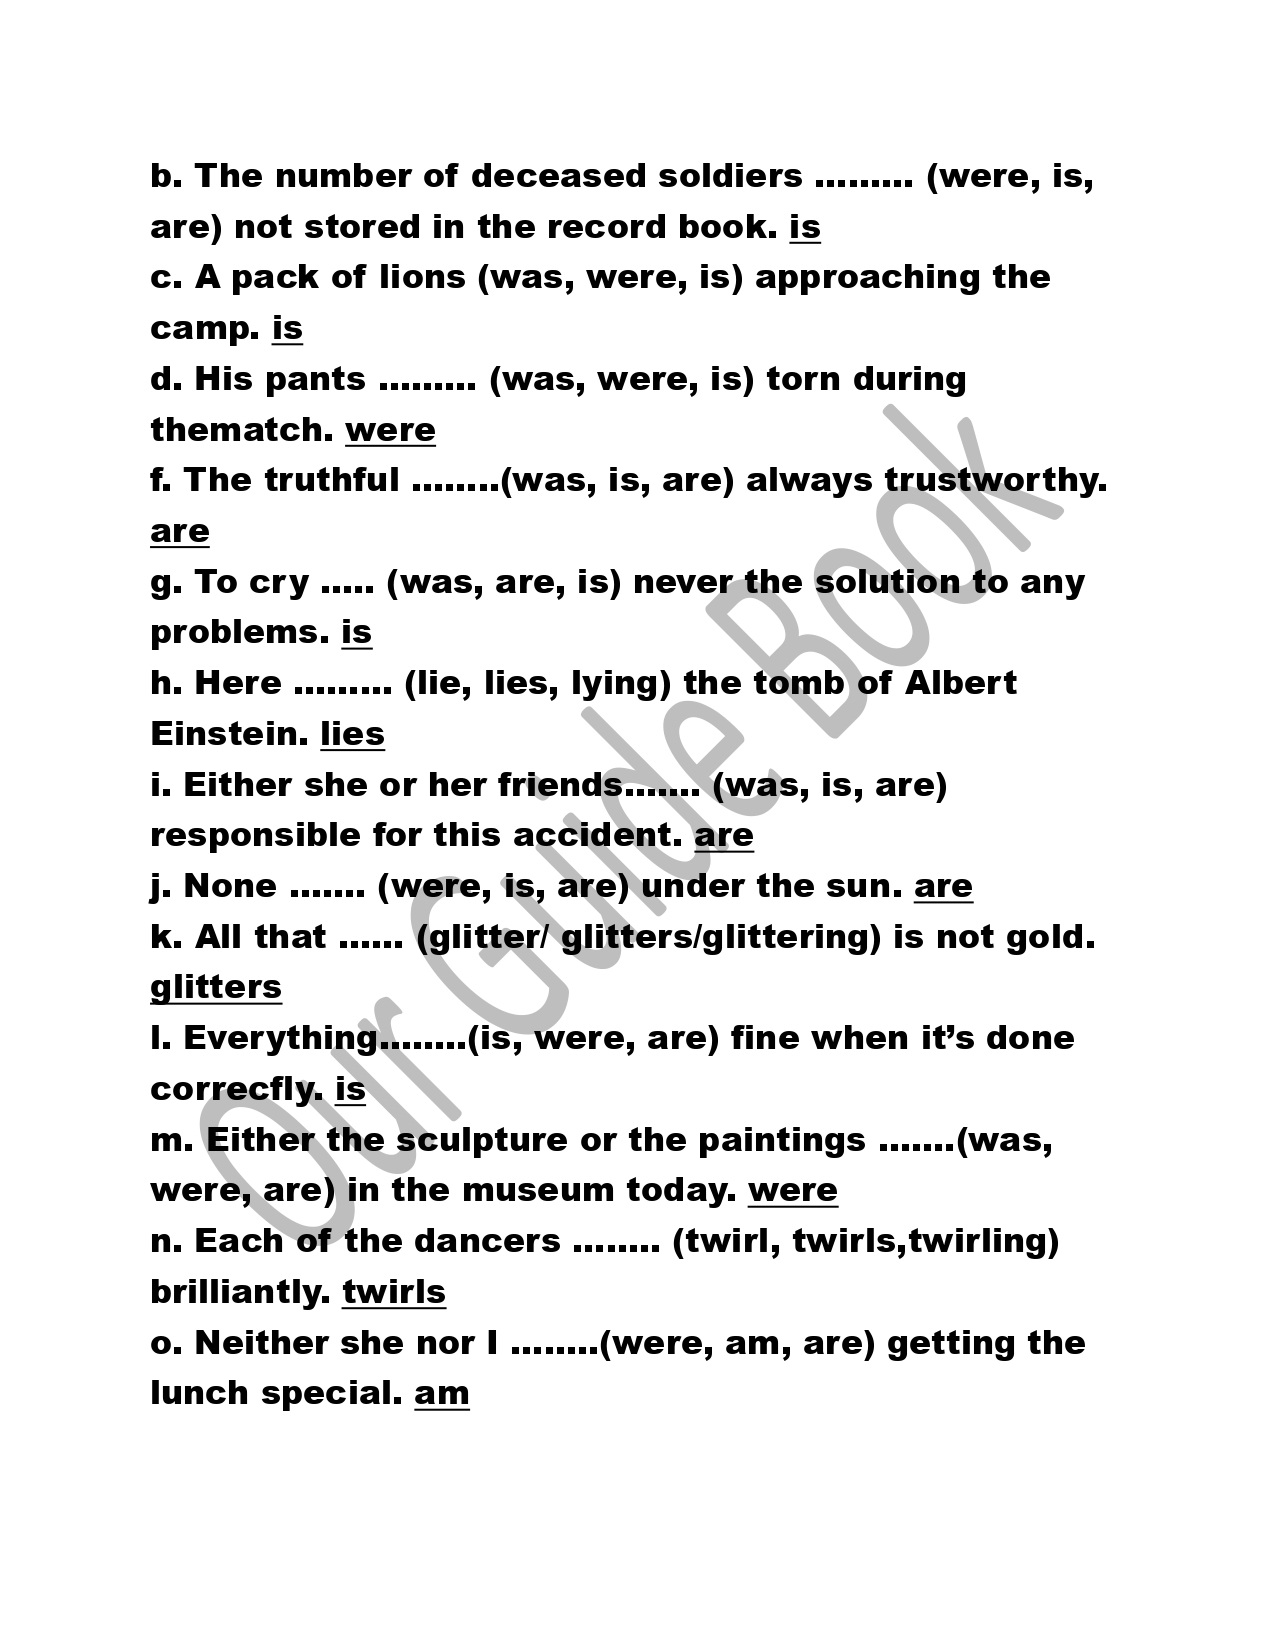 b. The number of deceased soldiers ......... (were, is,
are) not stored in the record book. is
c. A pack of lions (was, were, is) approaching the
camp. is
d. His pants ......... (was, were, is) torn during
thematch. were
f. The truthful ........(was, is, are) always trustworthy.
are
g. To cry ..... (was, are, is) never the solution to any
problems. is
h. Here ......... (lie, lies, lying) the tomb of Albert
Einstein. lies
i. Either she or her friends....... (was, is, are)
responsible for this accident. are
j. None ....... (were, is, are) under the sun. are
k. All that ...... (glitter/ glitters/glittering) is not gold.
glitters
l. Everything........(is, were, are) fine when it’s done
correcfly. is
m. Either the sculpture or the paintings .......(was,
were, are) in the museum today. were
n. Each of the dancers ........ (twirl, twirls,twirling)
brilliantly. twirls
o. Neither she nor I ........(were, am, are) getting the
lunch special. am
Our Guide Book